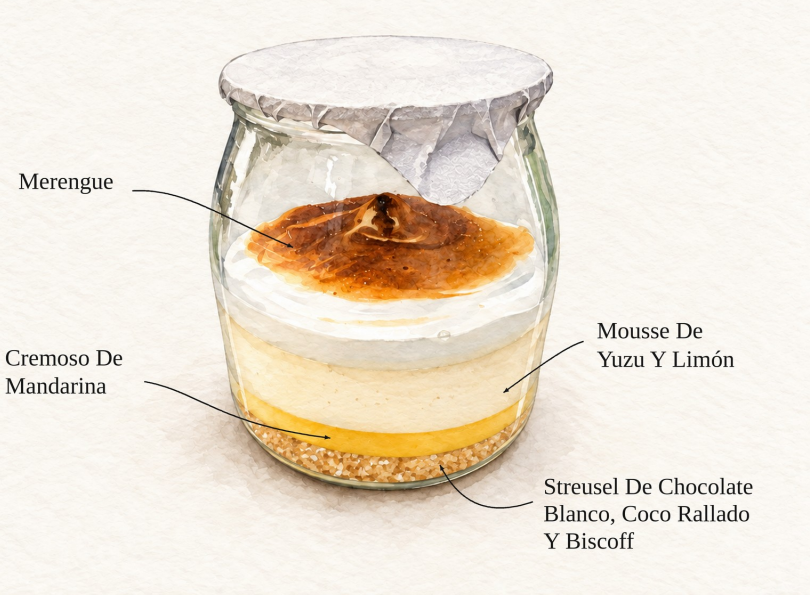 Merengue
Mousse De
Yuzu Y Limón
Cremoso De
Mandarina
Streusel De Chocolate
Blanco, Coco Rallado
Y Biscoff